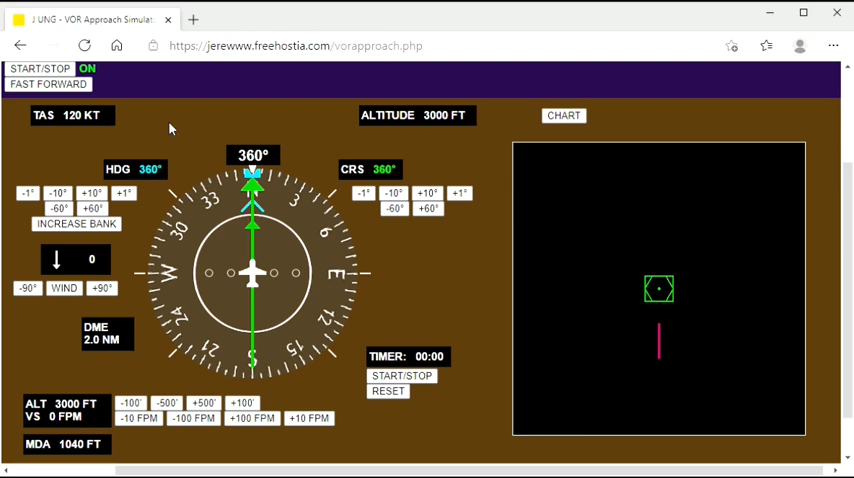 J UNG - VOR Approach Simulat
https://jerewww.freehostia.com/vorapproach.php
START/STOP ON
FAST FORWARD
TAS 120 KT
ALTITUDE 3000 FT
CHART
360°
HDG 360°
CRS 360°
-1° -10° +10° +1°
-60° +60°
INCREASE BANK
-1° -10° +10° +1°
-60° +60°
33 3 30 6 W E 24 12 21 S 15
0
-90° WIND +90°
DME
2.0 NM
TIMER: 00:00
START/STOP
RESET
ALT 3000 FT
VS 0 FPM
-100' -500' +500' +100'
-10 FPM -100 FPM +100 FPM +10 FPM
MDA 1040 FT